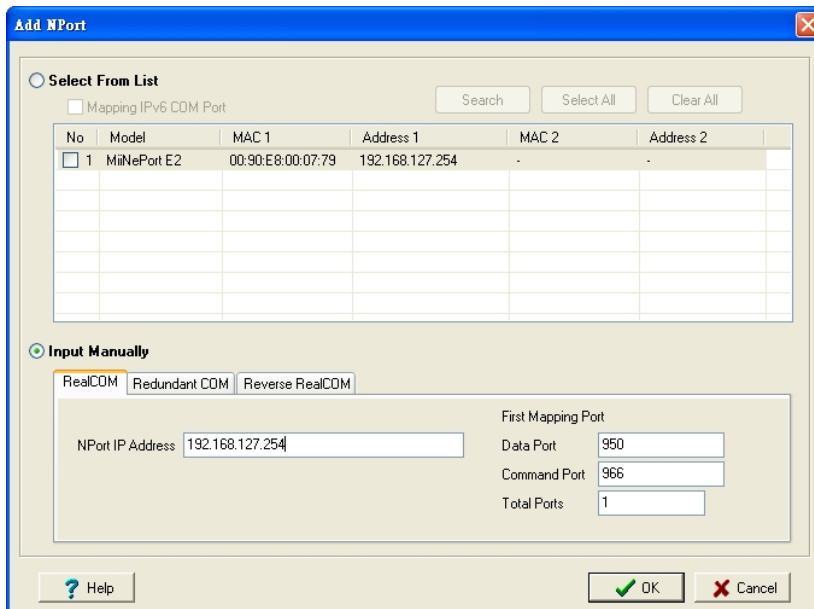 Add NPort
Select From List
Mapping IPv6 COM Port
Search
Select All
Clear All
No Model MAC 1 Address 1 MAC 2 Address 2
1 MiiNePort E2 00:90:E8:00:07:79 192.168.127.254 - -
Input Manually
RealCOM Redundant COM Reverse RealCOM
First Mapping Port
NPort IP Address 192.168.127.254
Data Port 950
Command Port 966
Total Ports 1
? Help
OK
Cancel